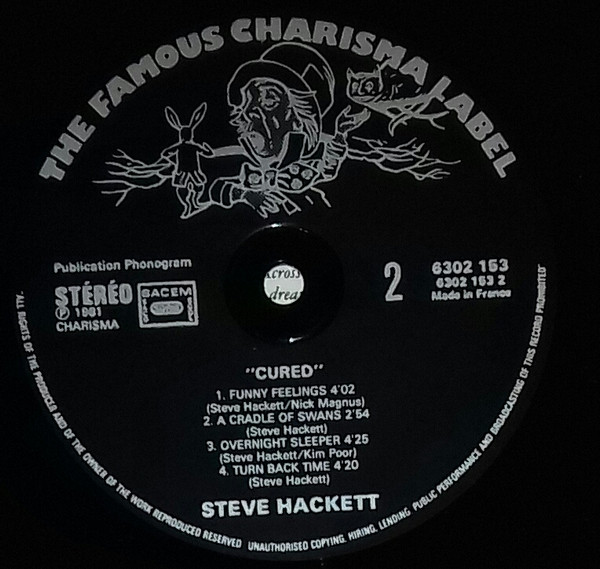 THE FAMOUS CHARISMA LABEL
Publication Phonogram
STÉRÉO
℗ 1981
CHARISMA
SACEM
2
6302 153
6302 153 2
Made in France
cross
drea
"CURED"
1. FUNNY FEELINGS 4'02
(Steve Hackett/Nick Magnus)
2. A CRADLE OF SWANS 2'54
(Steve Hackett)
3. OVERNIGHT SLEEPER 4'25
(Steve Hackett/Kim Poor)
4. TURN BACK TIME 4'20
(Steve Hackett)
STEVE HACKETT
"ALL RIGHTS OF THE PRODUCER AND OF THE OWNER OF THE WORK REPRODUCED RESERVED UNAUTHORISED COPYING, HIRING, LENDING PUBLIC PERFORMANCE AND BROADCASTING OF THIS RECORD PROHIBITED"